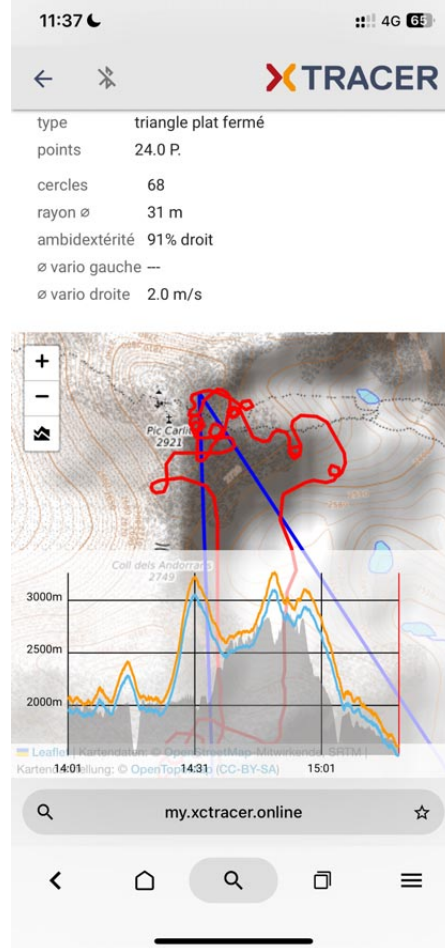 11:37
4G 65
XTRACER
type triangle plat fermé
points 24.0 P.
cercles 68
rayon ø 31 m
ambidextérité 91% droit
ø vario gauche ---
ø vario droite 2.0 m/s
+
−
Pic Carlit
2921
Coll dels Andorrans
2749
3000m
2500m
2000m
Leaflet | Kartendaten: © OpenStreetMap-Mitwirkende, SRTM |
Kartendarstellung: © OpenTopoMap (CC-BY-SA)
14:01 14:31 15:01
my.xctracer.online